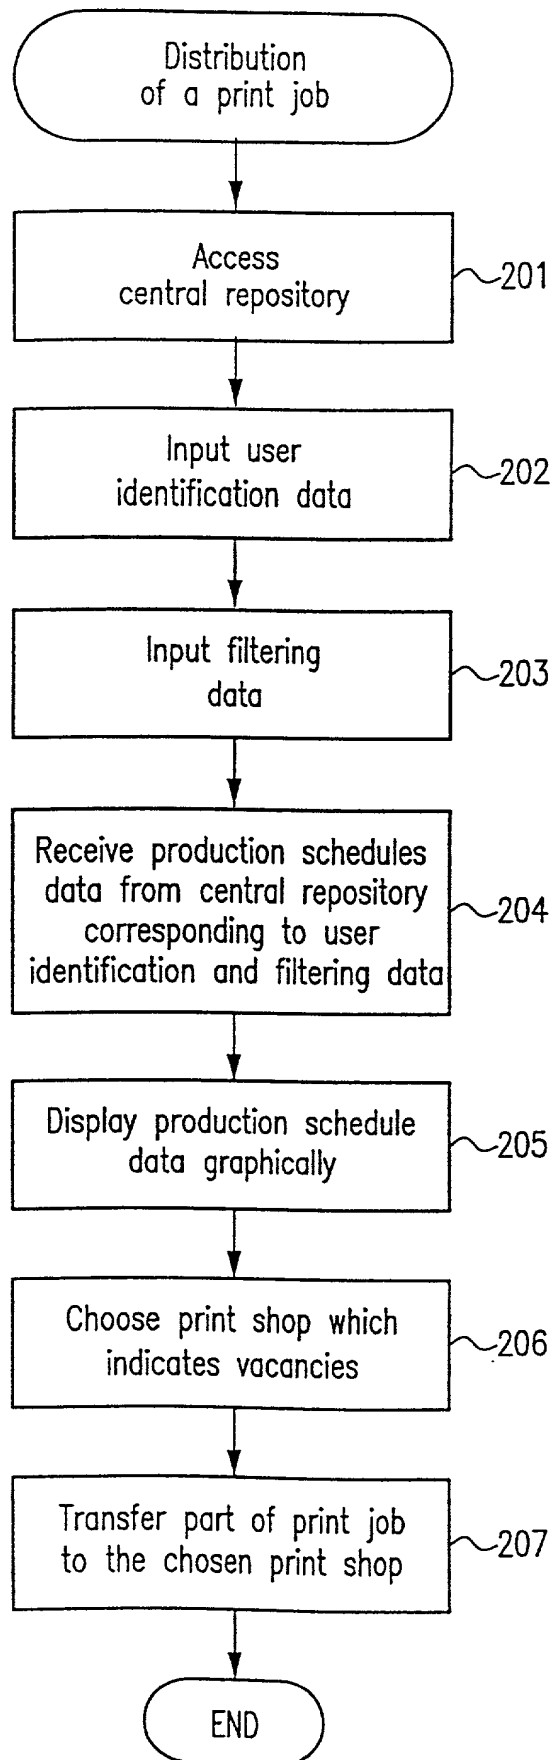 Distribution
of a print job
Access
central repository
201
Input user
identification data
202
Input filtering
data
203
Receive production schedules
data from central repository
corresponding to user
identification and filtering data
204
Display production schedule
data graphically
205
Choose print shop which
indicates vacancies
206
Transfer part of print job
to the chosen print shop
207
END